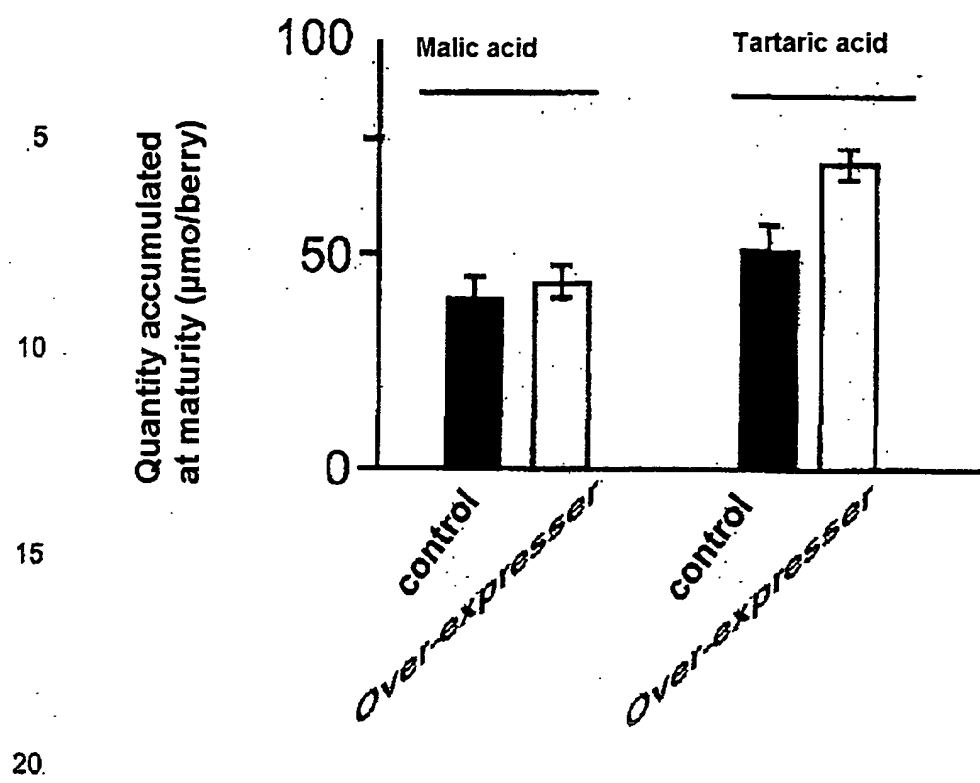 100
Malic acid
Tartaric acid
5
Quantity accumulated
at maturity (µmo/berry)
50
10
0
control
Over-expresser
control
Over-expresser
15
20